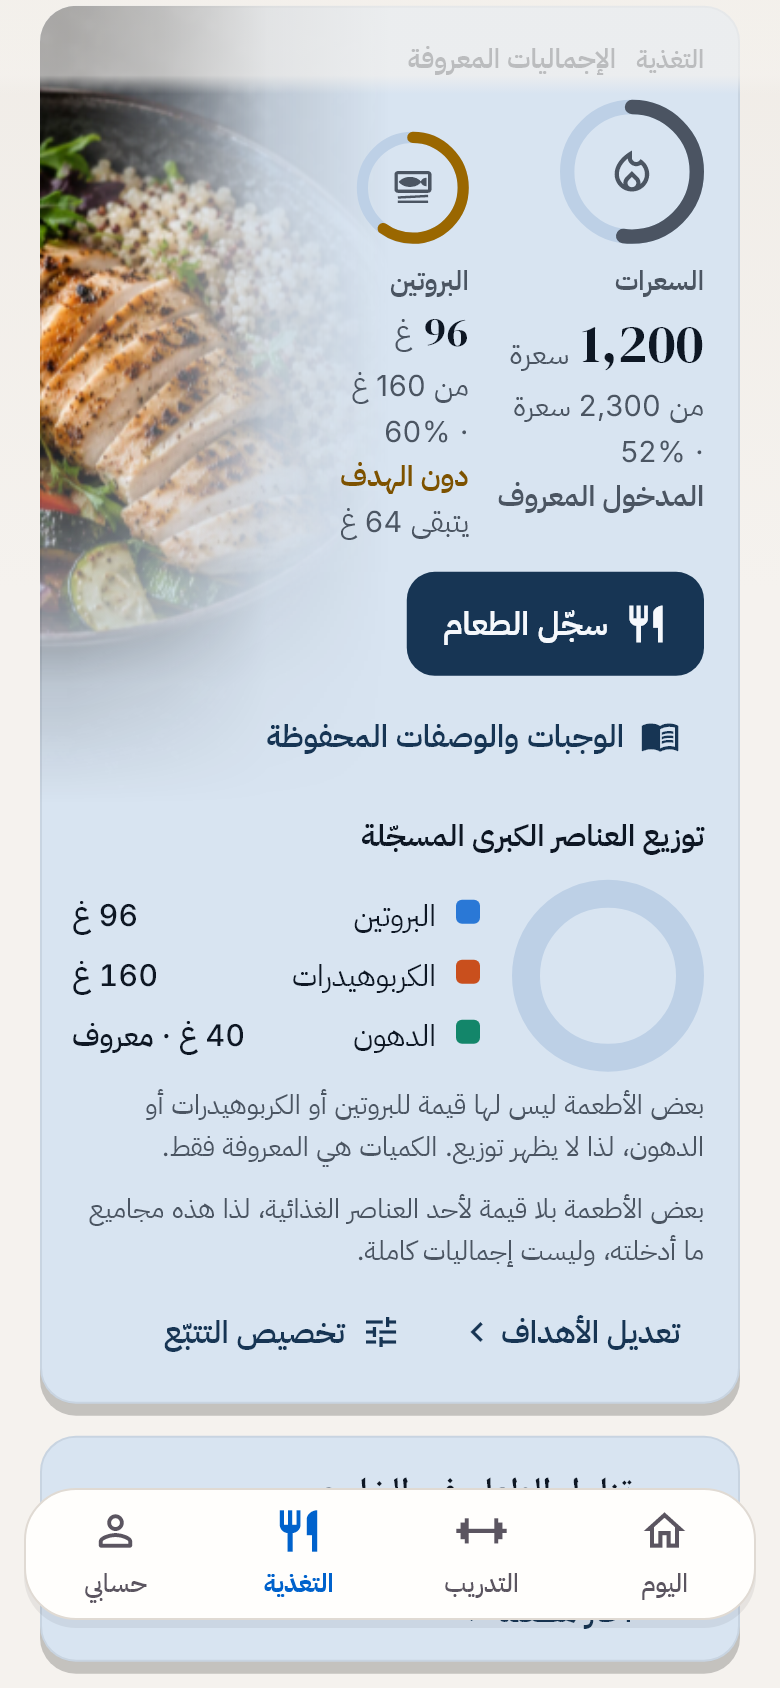 التغذية الإجماليات المعروفة
السعرات
1,200 سعرة
من 2,300 سعرة
· 52%
المدخول المعروف
البروتين
96 غ
من 160 غ
· 60%
دون الهدف
يتبقى 64 غ
سجّل الطعام
الوجبات والوصفات المحفوظة
توزيع العناصر الكبرى المسجّلة
البروتين 96 غ
الكربوهيدرات 160 غ
الدهون 40 غ · معروف
بعض الأطعمة ليس لها قيمة للبروتين أو الكربوهيدرات أو
الدهون، لذا لا يظهر توزيع. الكميات هي المعروفة فقط.
بعض الأطعمة بلا قيمة لأحد العناصر الغذائية، لذا هذه مجاميع
ما أدخلته، وليست إجماليات كاملة.
تعديل الأهداف
تخصيص التتبّع
اليوم
التدريب
التغذية
حسابي